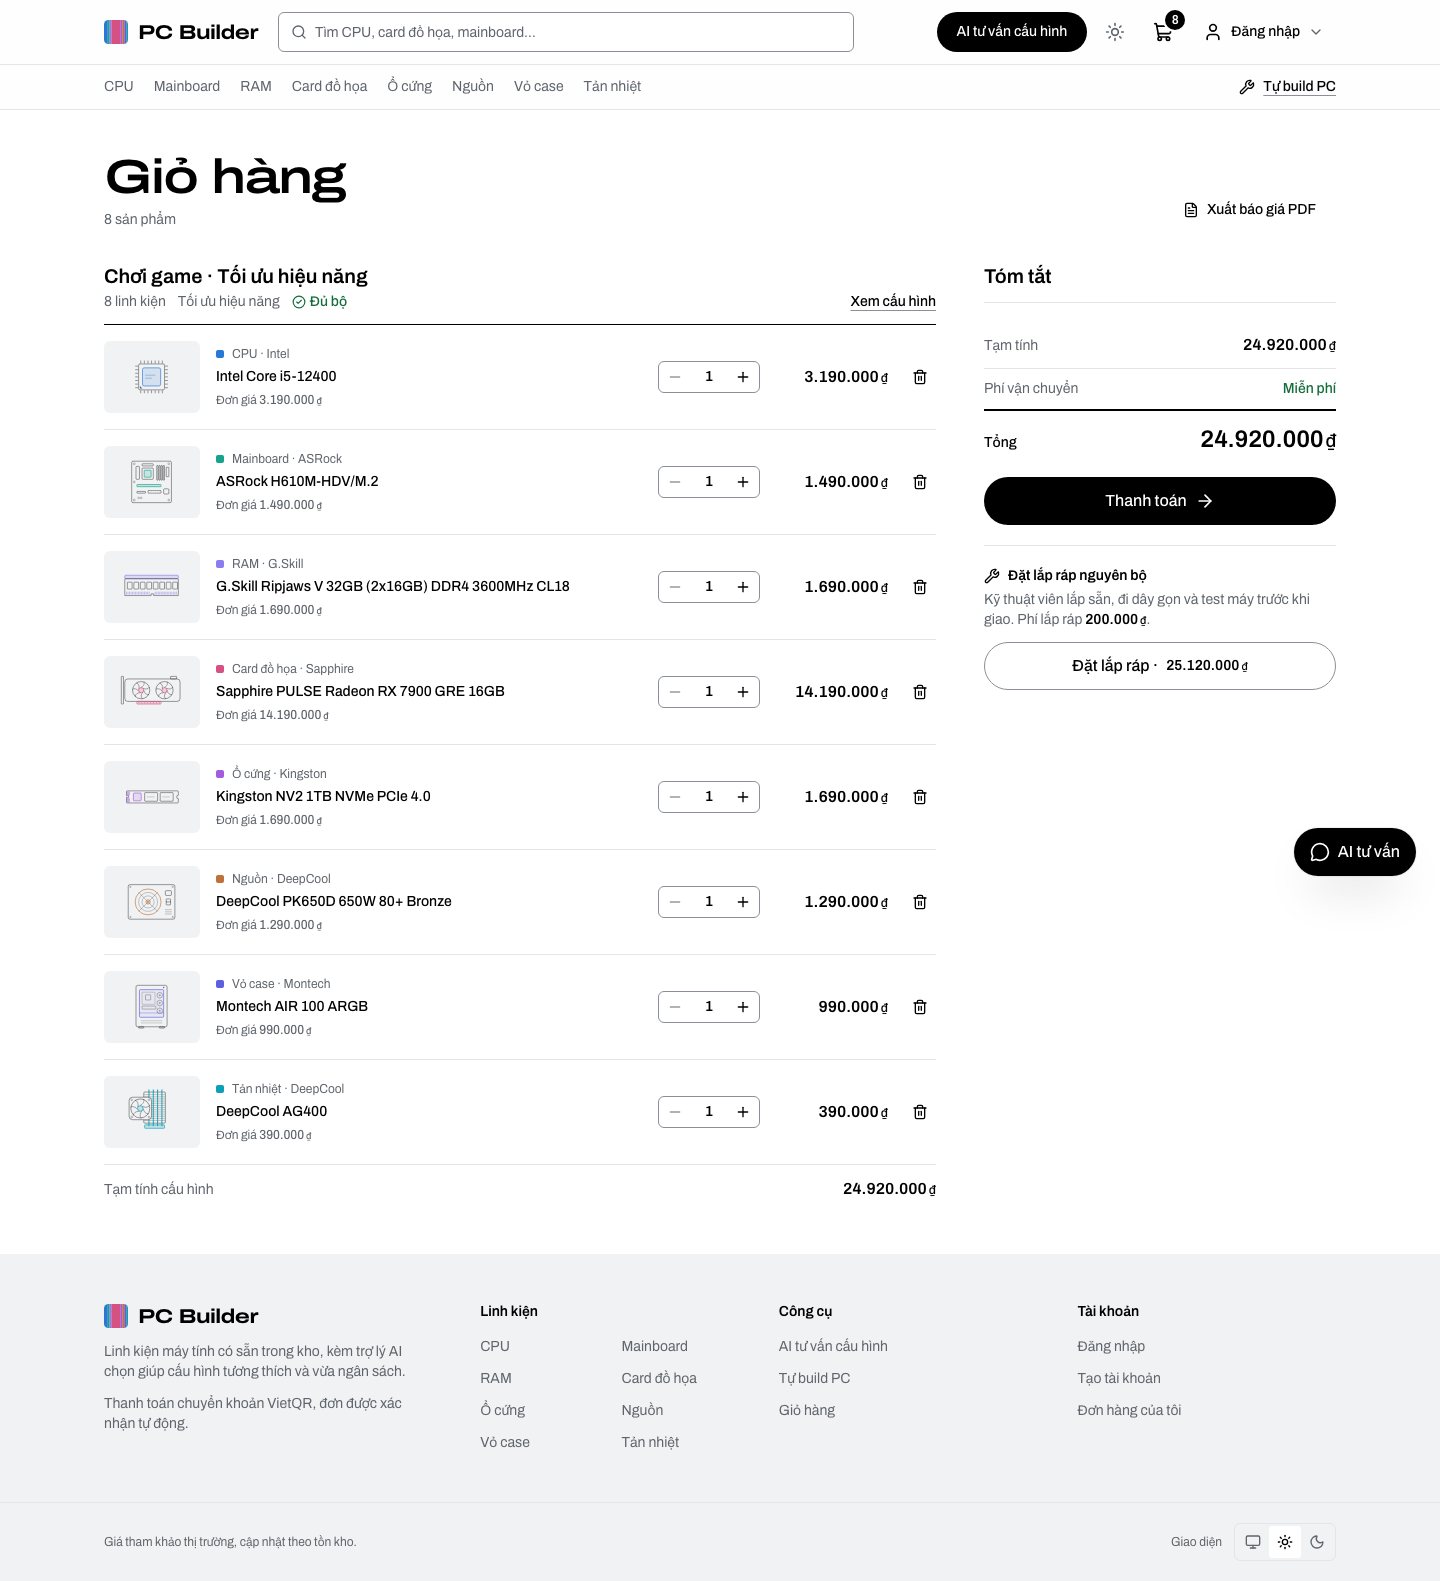 PC Builder
Tìm CPU, card đồ họa, mainboard...
AI tư vấn cấu hình
8
Đăng nhập
CPU
Mainboard
RAM
Card đồ họa
Ổ cứng
Nguồn
Vỏ case
Tản nhiệt
Tự build PC
Giỏ hàng
8 sản phẩm
Xuất báo giá PDF
Chơi game · Tối ưu hiệu năng
8 linh kiện Tối ưu hiệu năng Đủ bộ
Xem cấu hình
CPU · Intel
Intel Core i5-12400
Đơn giá 3.190.000 ₫
1
3.190.000 ₫
Mainboard · ASRock
ASRock H610M-HDV/M.2
Đơn giá 1.490.000 ₫
1
1.490.000 ₫
RAM · G.Skill
G.Skill Ripjaws V 32GB (2x16GB) DDR4 3600MHz CL18
Đơn giá 1.690.000 ₫
1
1.690.000 ₫
Card đồ họa · Sapphire
Sapphire PULSE Radeon RX 7900 GRE 16GB
Đơn giá 14.190.000 ₫
1
14.190.000 ₫
Ổ cứng · Kingston
Kingston NV2 1TB NVMe PCIe 4.0
Đơn giá 1.690.000 ₫
1
1.690.000 ₫
Nguồn · DeepCool
DeepCool PK650D 650W 80+ Bronze
Đơn giá 1.290.000 ₫
1
1.290.000 ₫
Vỏ case · Montech
Montech AIR 100 ARGB
Đơn giá 990.000 ₫
1
990.000 ₫
Tản nhiệt · DeepCool
DeepCool AG400
Đơn giá 390.000 ₫
1
390.000 ₫
Tạm tính cấu hình
24.920.000 ₫
Tóm tắt
Tạm tính
24.920.000 ₫
Phí vận chuyển
Miễn phí
Tổng
24.920.000 ₫
Thanh toán
Đặt lắp ráp nguyên bộ
Kỹ thuật viên lắp sẵn, đi dây gọn và test máy trước khi
giao. Phí lắp ráp 200.000 ₫.
Đặt lắp ráp · 25.120.000 ₫
AI tư vấn
PC Builder
Linh kiện máy tính có sẵn trong kho, kèm trợ lý AI
chọn giúp cấu hình tương thích và vừa ngân sách.
Thanh toán chuyển khoản VietQR, đơn được xác
nhận tự động.
Linh kiện
CPU
Mainboard
RAM
Card đồ họa
Ổ cứng
Nguồn
Vỏ case
Tản nhiệt
Công cụ
AI tư vấn cấu hình
Tự build PC
Giỏ hàng
Tài khoản
Đăng nhập
Tạo tài khoản
Đơn hàng của tôi
Giá tham khảo thị trường, cập nhật theo tồn kho.
Giao diện